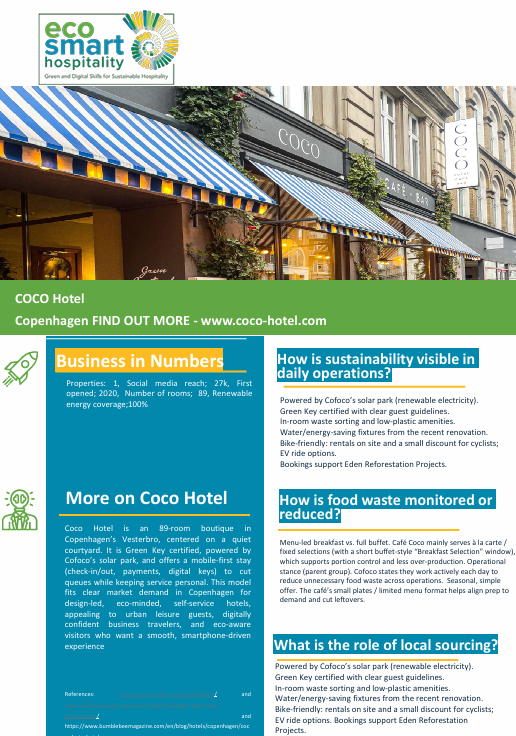 eco
smart
hospitality
Green and Digital Skills for Sustainable Hospitality
COCO
CAFÉ - BAR
COCO
COCO Hotel
Copenhagen FIND OUT MORE - www.coco-hotel.com
Business in Numbers
Properties: 1, Social media reach; 27k, First
opened; 2020, Number of rooms; 89, Renewable
energy coverage;100%
More on Coco Hotel
Coco Hotel is an 89-room boutique in
Copenhagen’s Vesterbro, centered on a quiet
courtyard. It is Green Key certified, powered by
Cofoco’s solar park, and offers a mobile-first stay
(check-in/out, payments, digital keys) to cut
queues while keeping service personal. This model
fits clear market demand in Copenhagen for
design-led, eco-minded, self-service hotels,
appealing to urban leisure guests, digitally
confident business travelers, and eco-aware
visitors who want a smooth, smartphone-driven
experience
References: / and
/ and
https://www.bumblebeemagazine.com/en/blog/hotels/copenhagen/coc
How is sustainability visible in
daily operations?
Powered by Cofoco’s solar park (renewable electricity).
Green Key certified with clear guest guidelines.
In-room waste sorting and low-plastic amenities.
Water/energy-saving fixtures from the recent renovation.
Bike-friendly: rentals on site and a small discount for cyclists;
EV ride options.
Bookings support Eden Reforestation Projects.
How is food waste monitored or
reduced?
Menu-led breakfast vs. full buffet. Café Coco mainly serves à la carte /
fixed selections (with a short buffet-style “Breakfast Selection” window),
which supports portion control and less over-production. Operational
stance (parent group). Cofoco states they work actively each day to
reduce unnecessary food waste across operations. Seasonal, simple
offer. The café’s small plates / limited menu format helps align prep to
demand and cut leftovers.
What is the role of local sourcing?
Powered by Cofoco’s solar park (renewable electricity).
Green Key certified with clear guest guidelines.
In-room waste sorting and low-plastic amenities.
Water/energy-saving fixtures from the recent renovation.
Bike-friendly: rentals on site and a small discount for cyclists;
EV ride options. Bookings support Eden Reforestation
Projects.